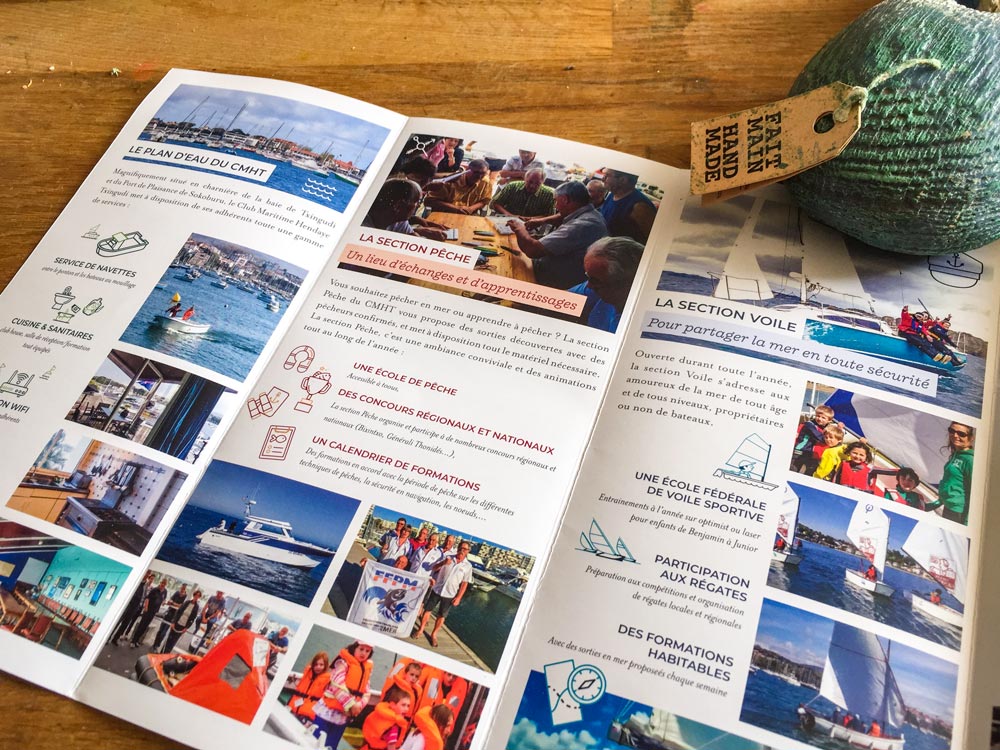 LE PLAN D'EAU DU CMHT
Magnifiquement situé en charnière de la baie de Txingudi
et du Port de Plaisance de Sokoburu, le Club Maritime Hendaye
Txingudi met à disposition de ses adhérents toute une gamme
de services :
SERVICE DE NAVETTES
entre le ponton et les bateaux au mouillage
CUISINE & SANITAIRES
club house, salle de réception/formation
tout équipés
WIFI
adhérents
LA SECTION PÊCHE
Un lieu d'échanges et d'apprentissages
Vous souhaitez pêcher en mer ou apprendre à pêcher ? La section
Pêche du CMHT vous propose des sorties découvertes avec des
pêcheurs confirmés, et met à disposition tout le matériel nécessaire.
La section Pêche, c'est une ambiance conviviale et des animations
tout au long de l'année :
UNE ÉCOLE DE PÊCHE
Accessible à tous,
DES CONCOURS RÉGIONAUX ET NATIONAUX
La section Pêche organise et participe à de nombreux concours régionaux et
nationaux (Bixintxo, Généruli Thonidés...),
UN CALENDRIER DE FORMATIONS
Des formations en accord avec la période de pêche sur les différentes
techniques de pêches, la sécurité en navigation, les noeuds,...
FFPM
LA SECTION VOILE
Pour partager la mer en toute sécurité
Ouverte durant toute l'année,
la section Voile s'adresse aux
amoureux de la mer de tout âge
et de tous niveaux, propriétaires
ou non de bateaux.
UNE ÉCOLE FÉDÉRALE
DE VOILE SPORTIVE
Entrainements à l'année sur optimist ou laser
pour enfants de Benjamin à Junior
PARTICIPATION
AUX RÉGATES
Préparation aux compétitions et organisation
de régates locales et régionales
DES FORMATIONS
HABITABLES
Avec des sorties en mer proposées chaque semaine
FAIT
MAIN
HAND
MADE